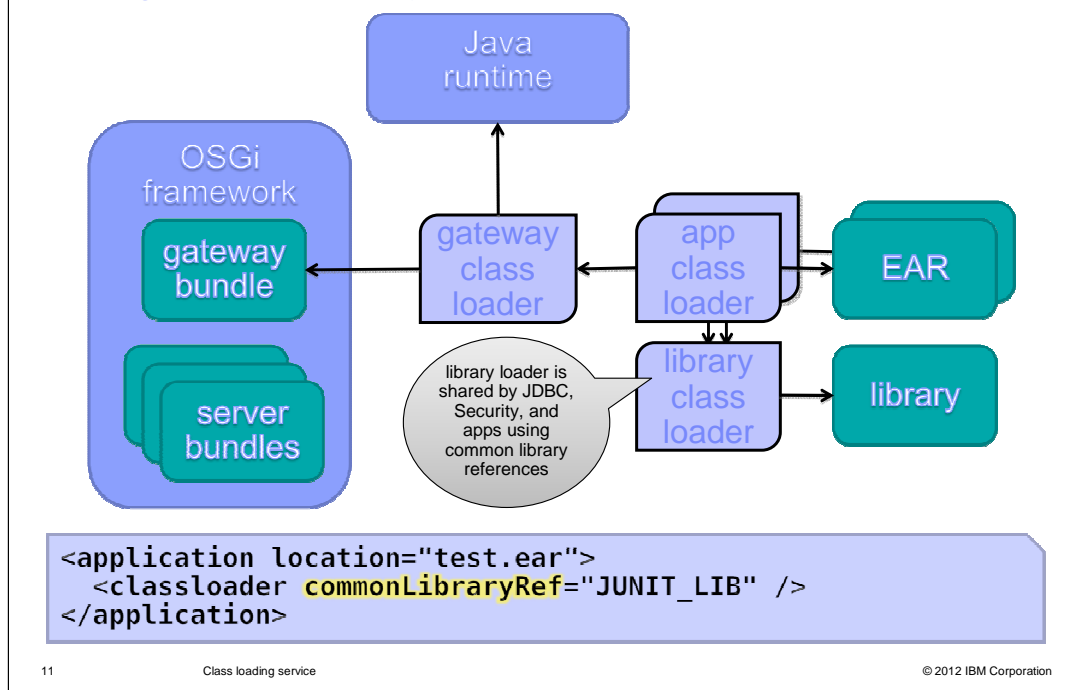 Java
runtime
OSGi
framework
gateway
bundle
server
bundles
gateway
class
loader
app
class
loader
EAR
library loader is
shared by JDBC,
Security, and
apps using
common library
references
library
class
loader
library
<application location="test.ear">
<classloader commonLibraryRef="JUNIT_LIB" />
</application>
11 Class loading service © 2012 IBM Corporation